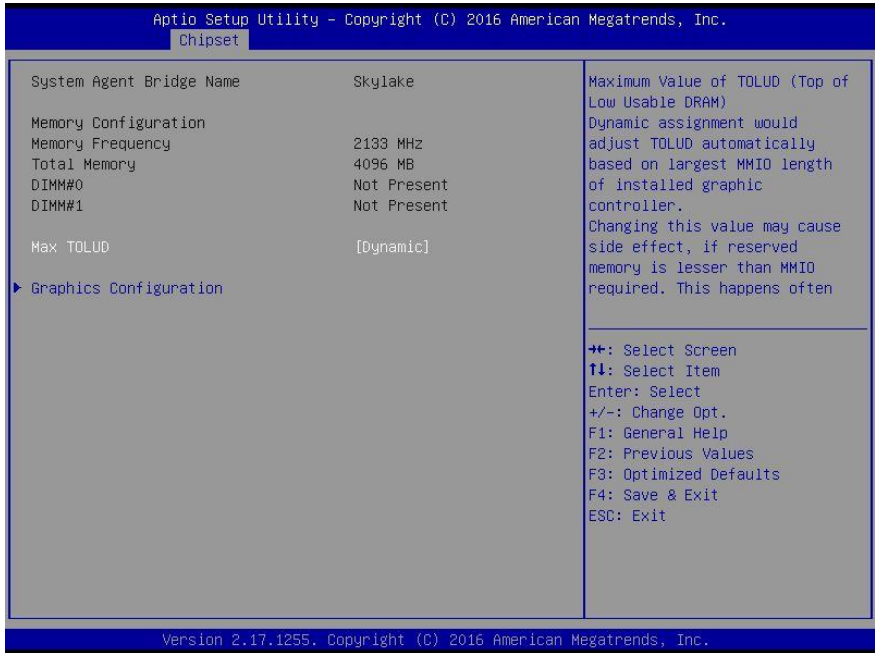 Aptio Setup Utility – Copyright (C) 2016 American Megatrends, Inc.
Chipset
System Agent Bridge Name Skylake
Memory Configuration
Memory Frequency 2133 MHz
Total Memory 4096 MB
DIMM#0 Not Present
DIMM#1 Not Present
Max TOLUD [Dynamic]
Graphics Configuration
Maximum Value of TOLUD (Top of
Low Usable DRAM)
Dynamic assignment would
adjust TOLUD automatically
based on largest MMIO length
of installed graphic
controller.
Changing this value may cause
side effect, if reserved
memory is lesser than MMIO
required. This happens often
→←: Select Screen
↑↓: Select Item
Enter: Select
+/-: Change Opt.
F1: General Help
F2: Previous Values
F3: Optimized Defaults
F4: Save & Exit
ESC: Exit
Version 2.17.1255. Copyright (C) 2016 American Megatrends, Inc.